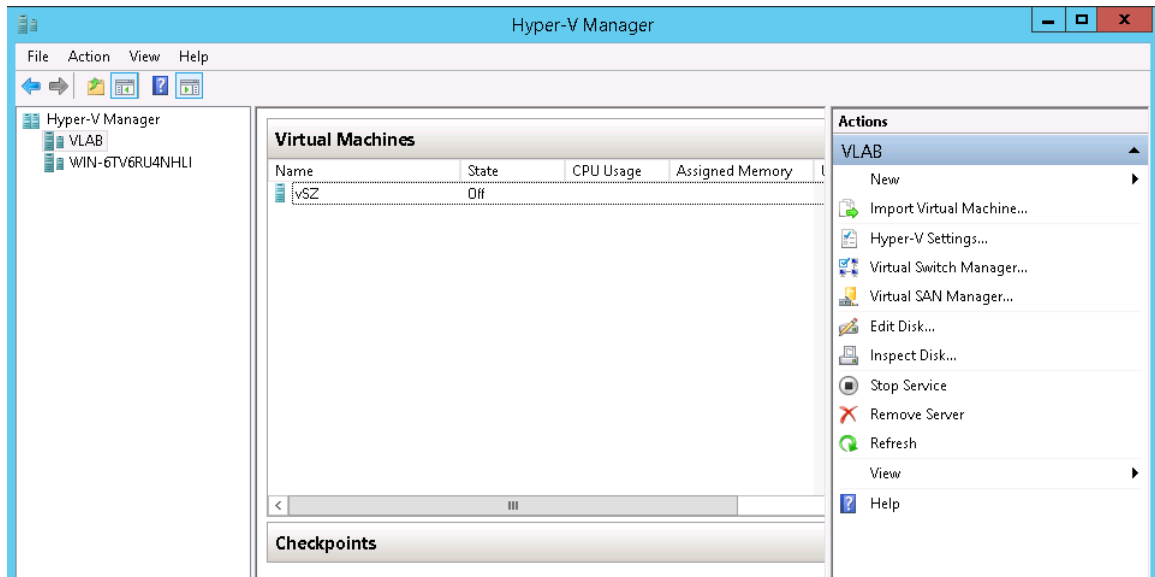 Hyper-V Manager
File Action View Help
Hyper-V Manager
VLAB
WIN-6TV6RU4NHLI
Virtual Machines
Name State CPU Usage Assigned Memory
vSZ Off
Checkpoints
Actions
VLAB
New
Import Virtual Machine...
Hyper-V Settings...
Virtual Switch Manager...
Virtual SAN Manager...
Edit Disk...
Inspect Disk...
Stop Service
Remove Server
Refresh
View
Help